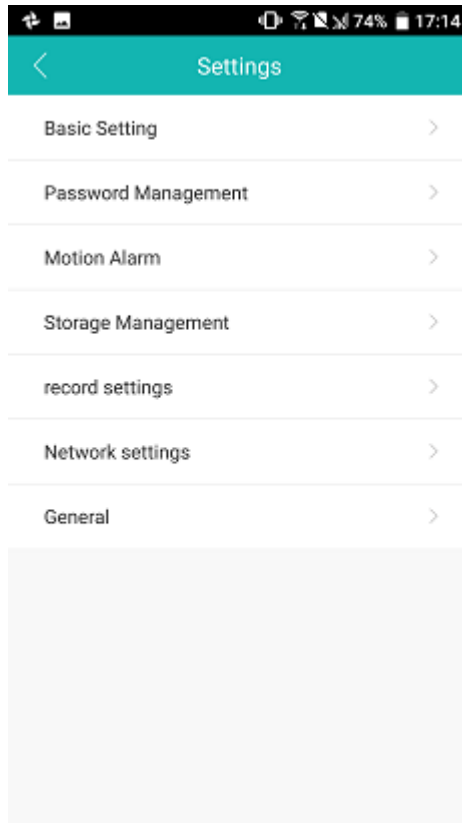 74% 17:14
Settings
Basic Setting
Password Management
Motion Alarm
Storage Management
record settings
Network settings
General